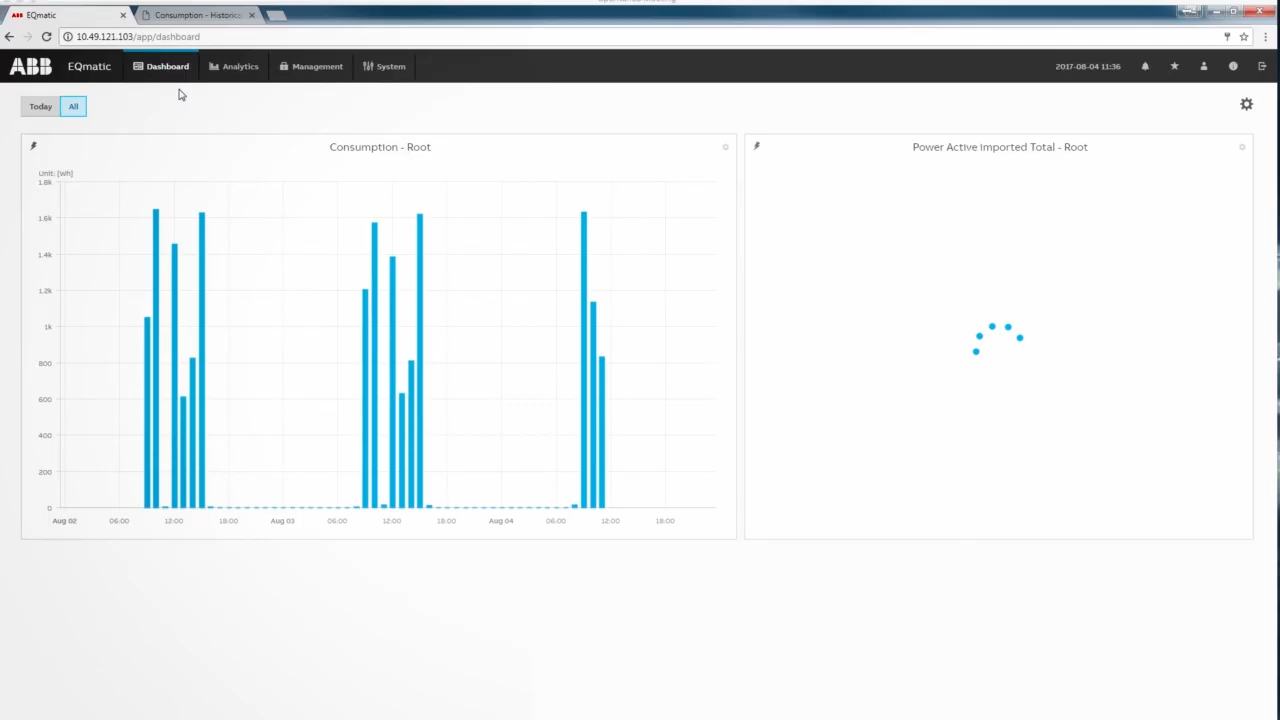 EQmatic
Consumption - Historic
10.49.121.103/app/dashboard
ABB EQmatic Dashboard Analytics Management System 2017-08-04 11:36
Today All
Consumption - Root
Unit: [Wh]
1.8k
1.6k
1.4k
1.2k
1k
800
600
400
200
0
Aug 02 06:00 12:00 18:00 Aug 03 06:00 12:00 18:00 Aug 04 06:00 12:00 18:00
Power Active Imported Total - Root